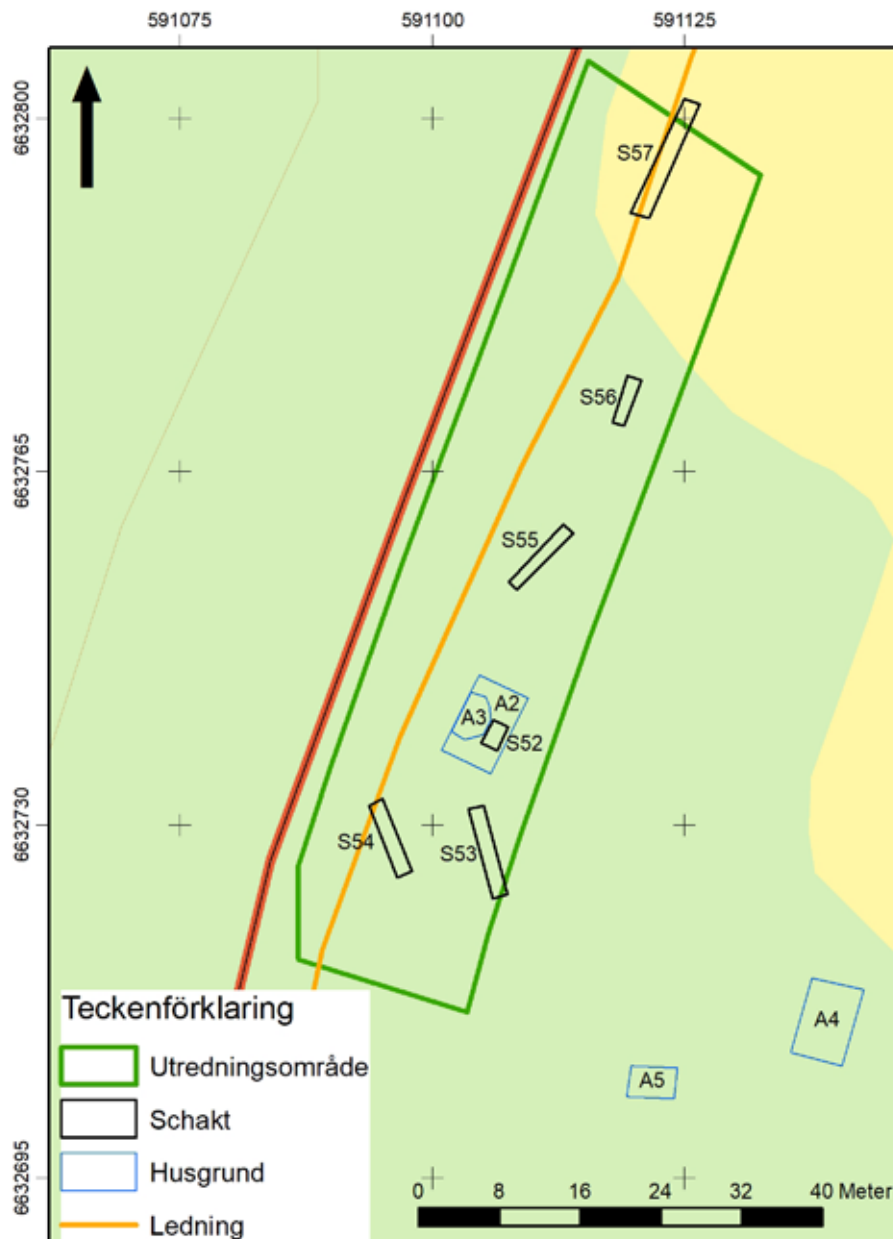 591075 591100 591125
6632800
S57
S56
6632765
S55
A2
A3
S52
6632730
S54
S53
Teckenförklaring
A4
Utredningsområde
A5
Schakt
6632695
Husgrund
0 8 16 24 32 40 Meter
Ledning